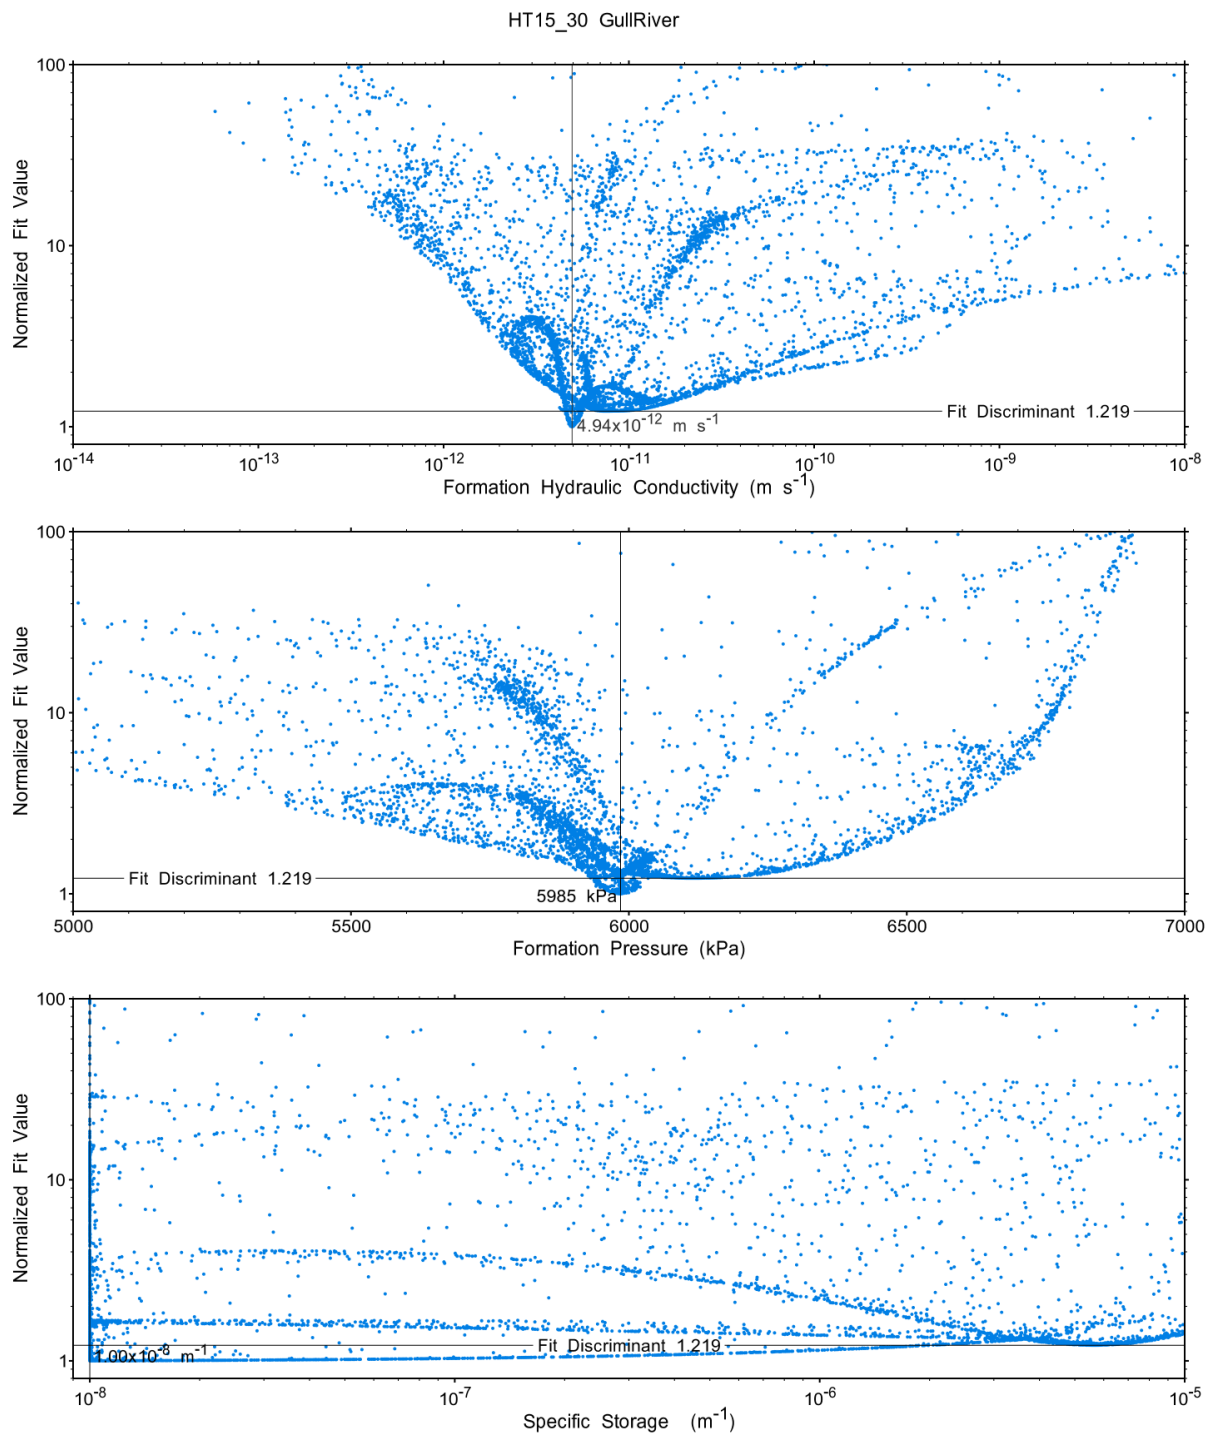 HT15_30 GullRiver
100
10
1
Normalized Fit Value
Fit Discriminant 1.219
4.94x10⁻¹² m s⁻¹
10⁻¹⁴ 10⁻¹³ 10⁻¹² 10⁻¹¹ 10⁻¹⁰ 10⁻⁹ 10⁻⁸
Formation Hydraulic Conductivity (m s⁻¹)
100
10
1
Normalized Fit Value
Fit Discriminant 1.219
5985 kPa
5000 5500 6000 6500 7000
Formation Pressure (kPa)
100
10
1
Normalized Fit Value
Fit Discriminant 1.219
1.00x10⁻⁸ m⁻¹
10⁻⁸ 10⁻⁷ 10⁻⁶ 10⁻⁵
Specific Storage (m⁻¹)